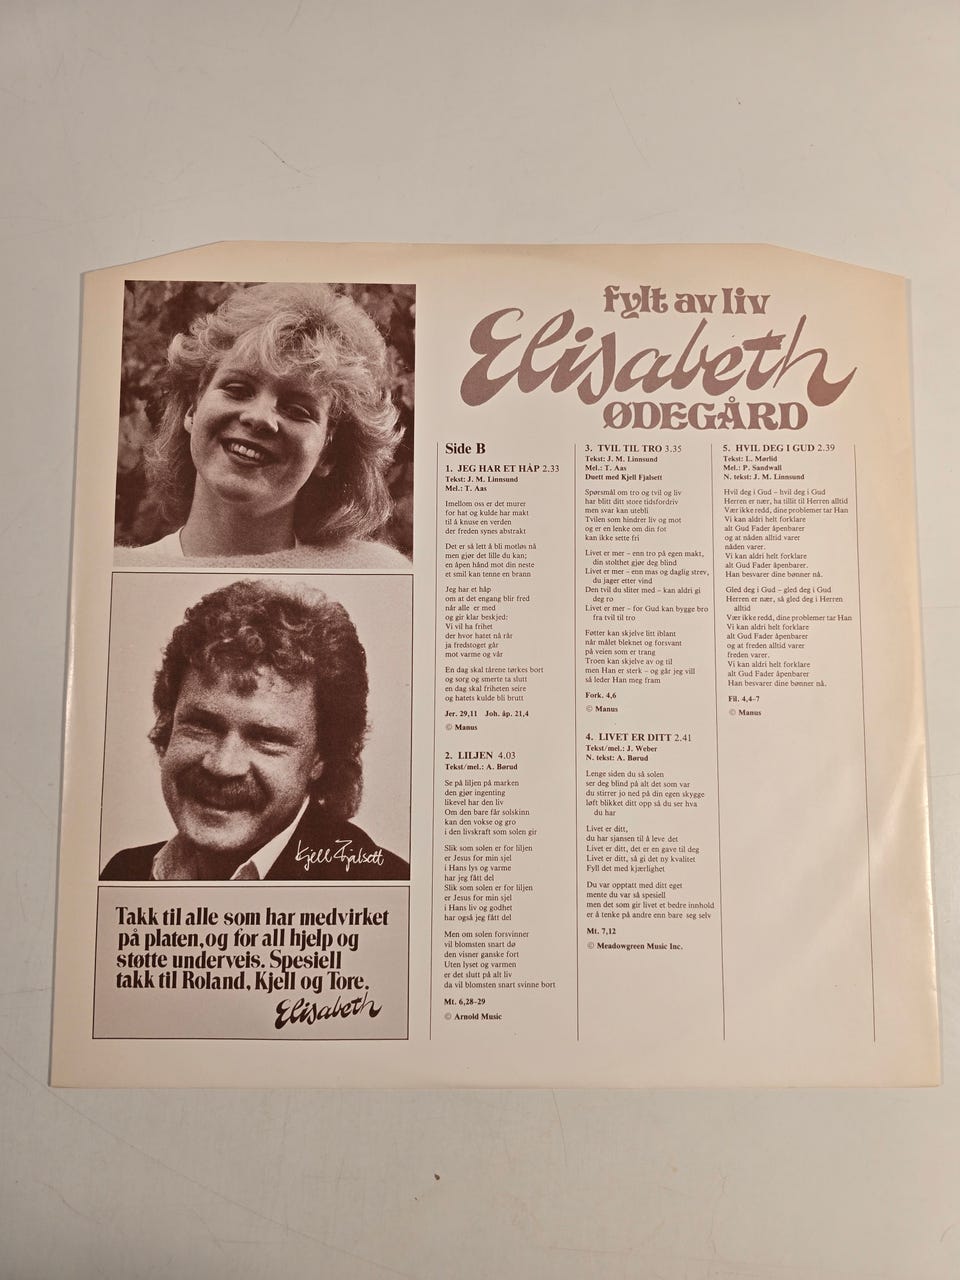 fylt av liv
Elisabeth
ØDEGÅRD
Kjell Fjalsett
Takk til alle som har medvirket
på platen, og for all hjelp og
støtte underveis. Spesiell
takk til Roland, Kjell og Tore.
Elisabeth
Side B
1. JEG HAR ET HÅP 2.33
Tekst: J. M. Linnsund
Mel.: T. Aas
Imellom oss er det murer
for hat og kulde har makt
til å knuse en verden
der freden synes abstrakt
Det er så lett å bli motløs nå
men gjør det lille du kan;
en åpen hånd mot din neste
et smil kan tenne en brann
Jeg har et håp
om at det engang blir fred
når alle er med
og gir klar beskjed:
Vi vil ha frihet
der hvor hatet nå rår
ja fredstoget går
mot varme og vår
En dag skal tårene tørkes bort
og sorg og smerte ta slutt
en dag skal friheten seire
og hatets kulde bli brutt
Jer. 29,11 Joh. åp. 21,4
© Manus
2. LILJEN 4.03
Tekst/mel.: A. Børud
Se på liljen på marken
den gjør ingenting
likevel har den liv
Om den bare får solskinn
kan den vokse og gro
i den livskraft som solen gir
Slik som solen er for liljen
er Jesus for min sjel
i Hans lys og varme
har jeg fått del
Slik som solen er for liljen
er Jesus for min sjel
i Hans liv og godhet
har også jeg fått del
Men om solen forsvinner
vil blomsten snart dø
den visner ganske fort
Uten lyset og varmen
er det slutt på alt liv
da vil blomsten snart svinne bort
Mt. 6,28–29
© Arnold Music
3. TVIL TIL TRO 3.35
Tekst: J. M. Linnsund
Mel.: T. Aas
Duett med Kjell Fjalsett
Spørsmål om tro og tvil og liv
har blitt ditt store tidsfordriv
men svar kan utebli
Tvilen som hindrer liv og mot
og er en lenke om din fot
kan ikke sette fri
Livet er mer – enn tro på egen makt,
din stolthet gjør deg blind
Livet er mer – enn mas og daglig strev,
du jager etter vind
Den tvil du sliter med – kan aldri gi
deg ro
Livet er mer – for Gud kan bygge bro
fra tvil til tro
Føtter kan skjelve litt iblant
når målet bleknet og forsvant
på veien som er trang
Troen kan skjelve av og til
men Han er sterk – og går jeg vill
så leder Han meg fram
Fork. 4,6
© Manus
4. LIVET ER DITT 2.41
Tekst/mel.: J. Weber
N. tekst: A. Børud
Lenge siden du så solen
ser deg blind på alt det som var
du stirrer jo ned på din egen skygge
løft blikket ditt opp så du ser hva
du har
Livet er ditt,
du har sjansen til å leve det
Livet er ditt, det er en gave til deg
Livet er ditt, så gi det ny kvalitet
Fyll det med kjærlighet
Du var opptatt med ditt eget
mente du var så spesiell
men det som gir livet et bedre innhold
er å tenke på andre enn bare seg selv
Mt. 7,12
© Meadowgreen Music Inc.
5. HVIL DEG I GUD 2.39
Tekst: L. Mørlid
Mel.: P. Sandwall
N. tekst: J. M. Linnsund
Hvil deg i Gud – hvil deg i Gud
Herren er nær, ha tillit til Herren alltid
Vær ikke redd, dine problemer tar Han
Vi kan aldri helt forklare
alt Gud Fader åpenbarer
og at nåden alltid varer
nåden varer.
Vi kan aldri helt forklare
alt Gud Fader åpenbarer.
Han besvarer dine bønner nå.
Gled deg i Gud – gled deg i Gud
Herren er nær, så gled deg i Herren
alltid
Vær ikke redd, dine problemer tar Han
Vi kan aldri helt forklare
alt Gud Fader åpenbarer
og at freden alltid varer
freden varer.
Vi kan aldri helt forklare
alt Gud Fader åpenbarer
Han besvarer dine bønner nå.
Fil. 4,4–7
© Manus